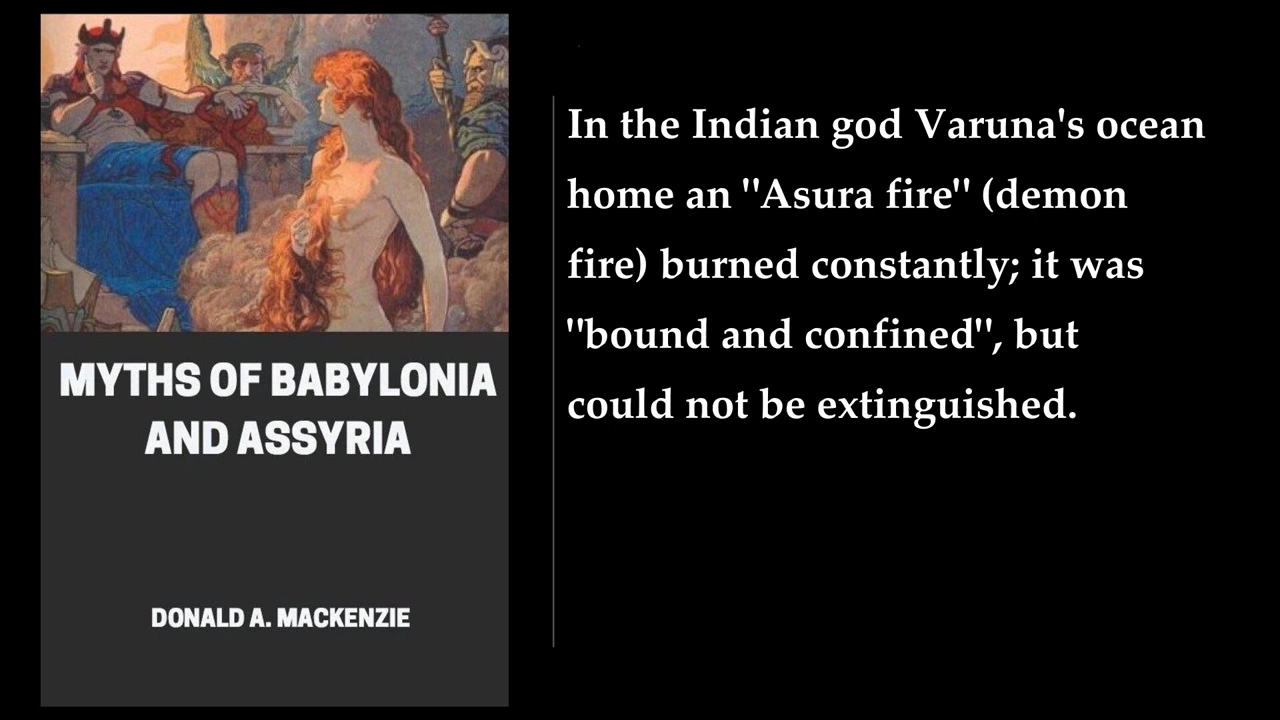 MYTHS OF BABYLONIA
AND ASSYRIA
DONALD A. MACKENZIE
In the Indian god Varuna's ocean
home an "Asura fire" (demon
fire) burned constantly; it was
"bound and confined", but
could not be extinguished.